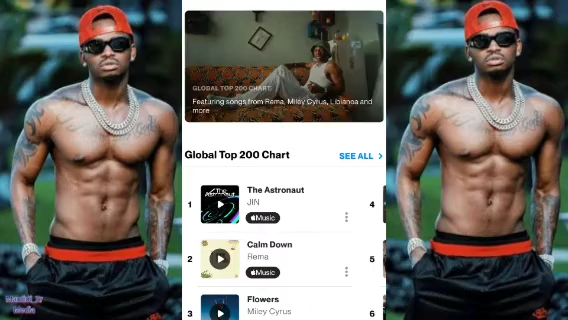 GLOBAL TOP 200 CHART
Featuring songs from Rema, Miley Cyrus, Libianca and
more
Global Top 200 Chart
SEE ALL
1
The Astronaut
JIN
Music
4
2
Calm Down
Rema
Music
5
3
Flowers
Miley Cyrus
6
Media